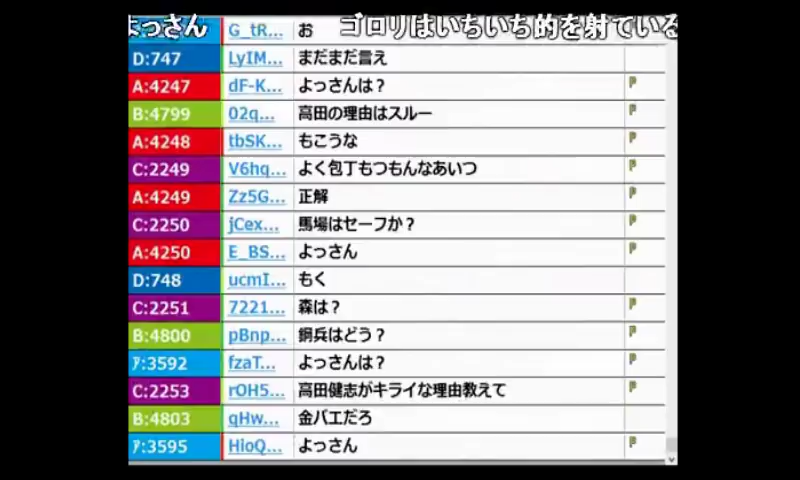 よっさん ゴロリはいちいち的を射ている
G_tR... お
D:747 LyIM... まだまだ言え
A:4247 dF-K... よっさんは？ P
B:4799 02q... 高田の理由はスルー P
A:4248 tbSK... もこうな P
C:2249 V6hq... よく包丁もつもんなあいつ P
A:4249 Zz5G... 正解 P
C:2250 jCex... 馬場はセーフか？ P
A:4250 E_BS... よっさん P
D:748 ucmI... もく
C:2251 7221... 森は？ P
B:4800 pBnp... 銅兵はどう？ P
ｱ:3592 fzaT... よっさんは？ P
C:2253 rOH5... 高田健志がキライな理由教えて P
B:4803 qHw... 金バエだろ
ｱ:3595 HioQ... よっさん P